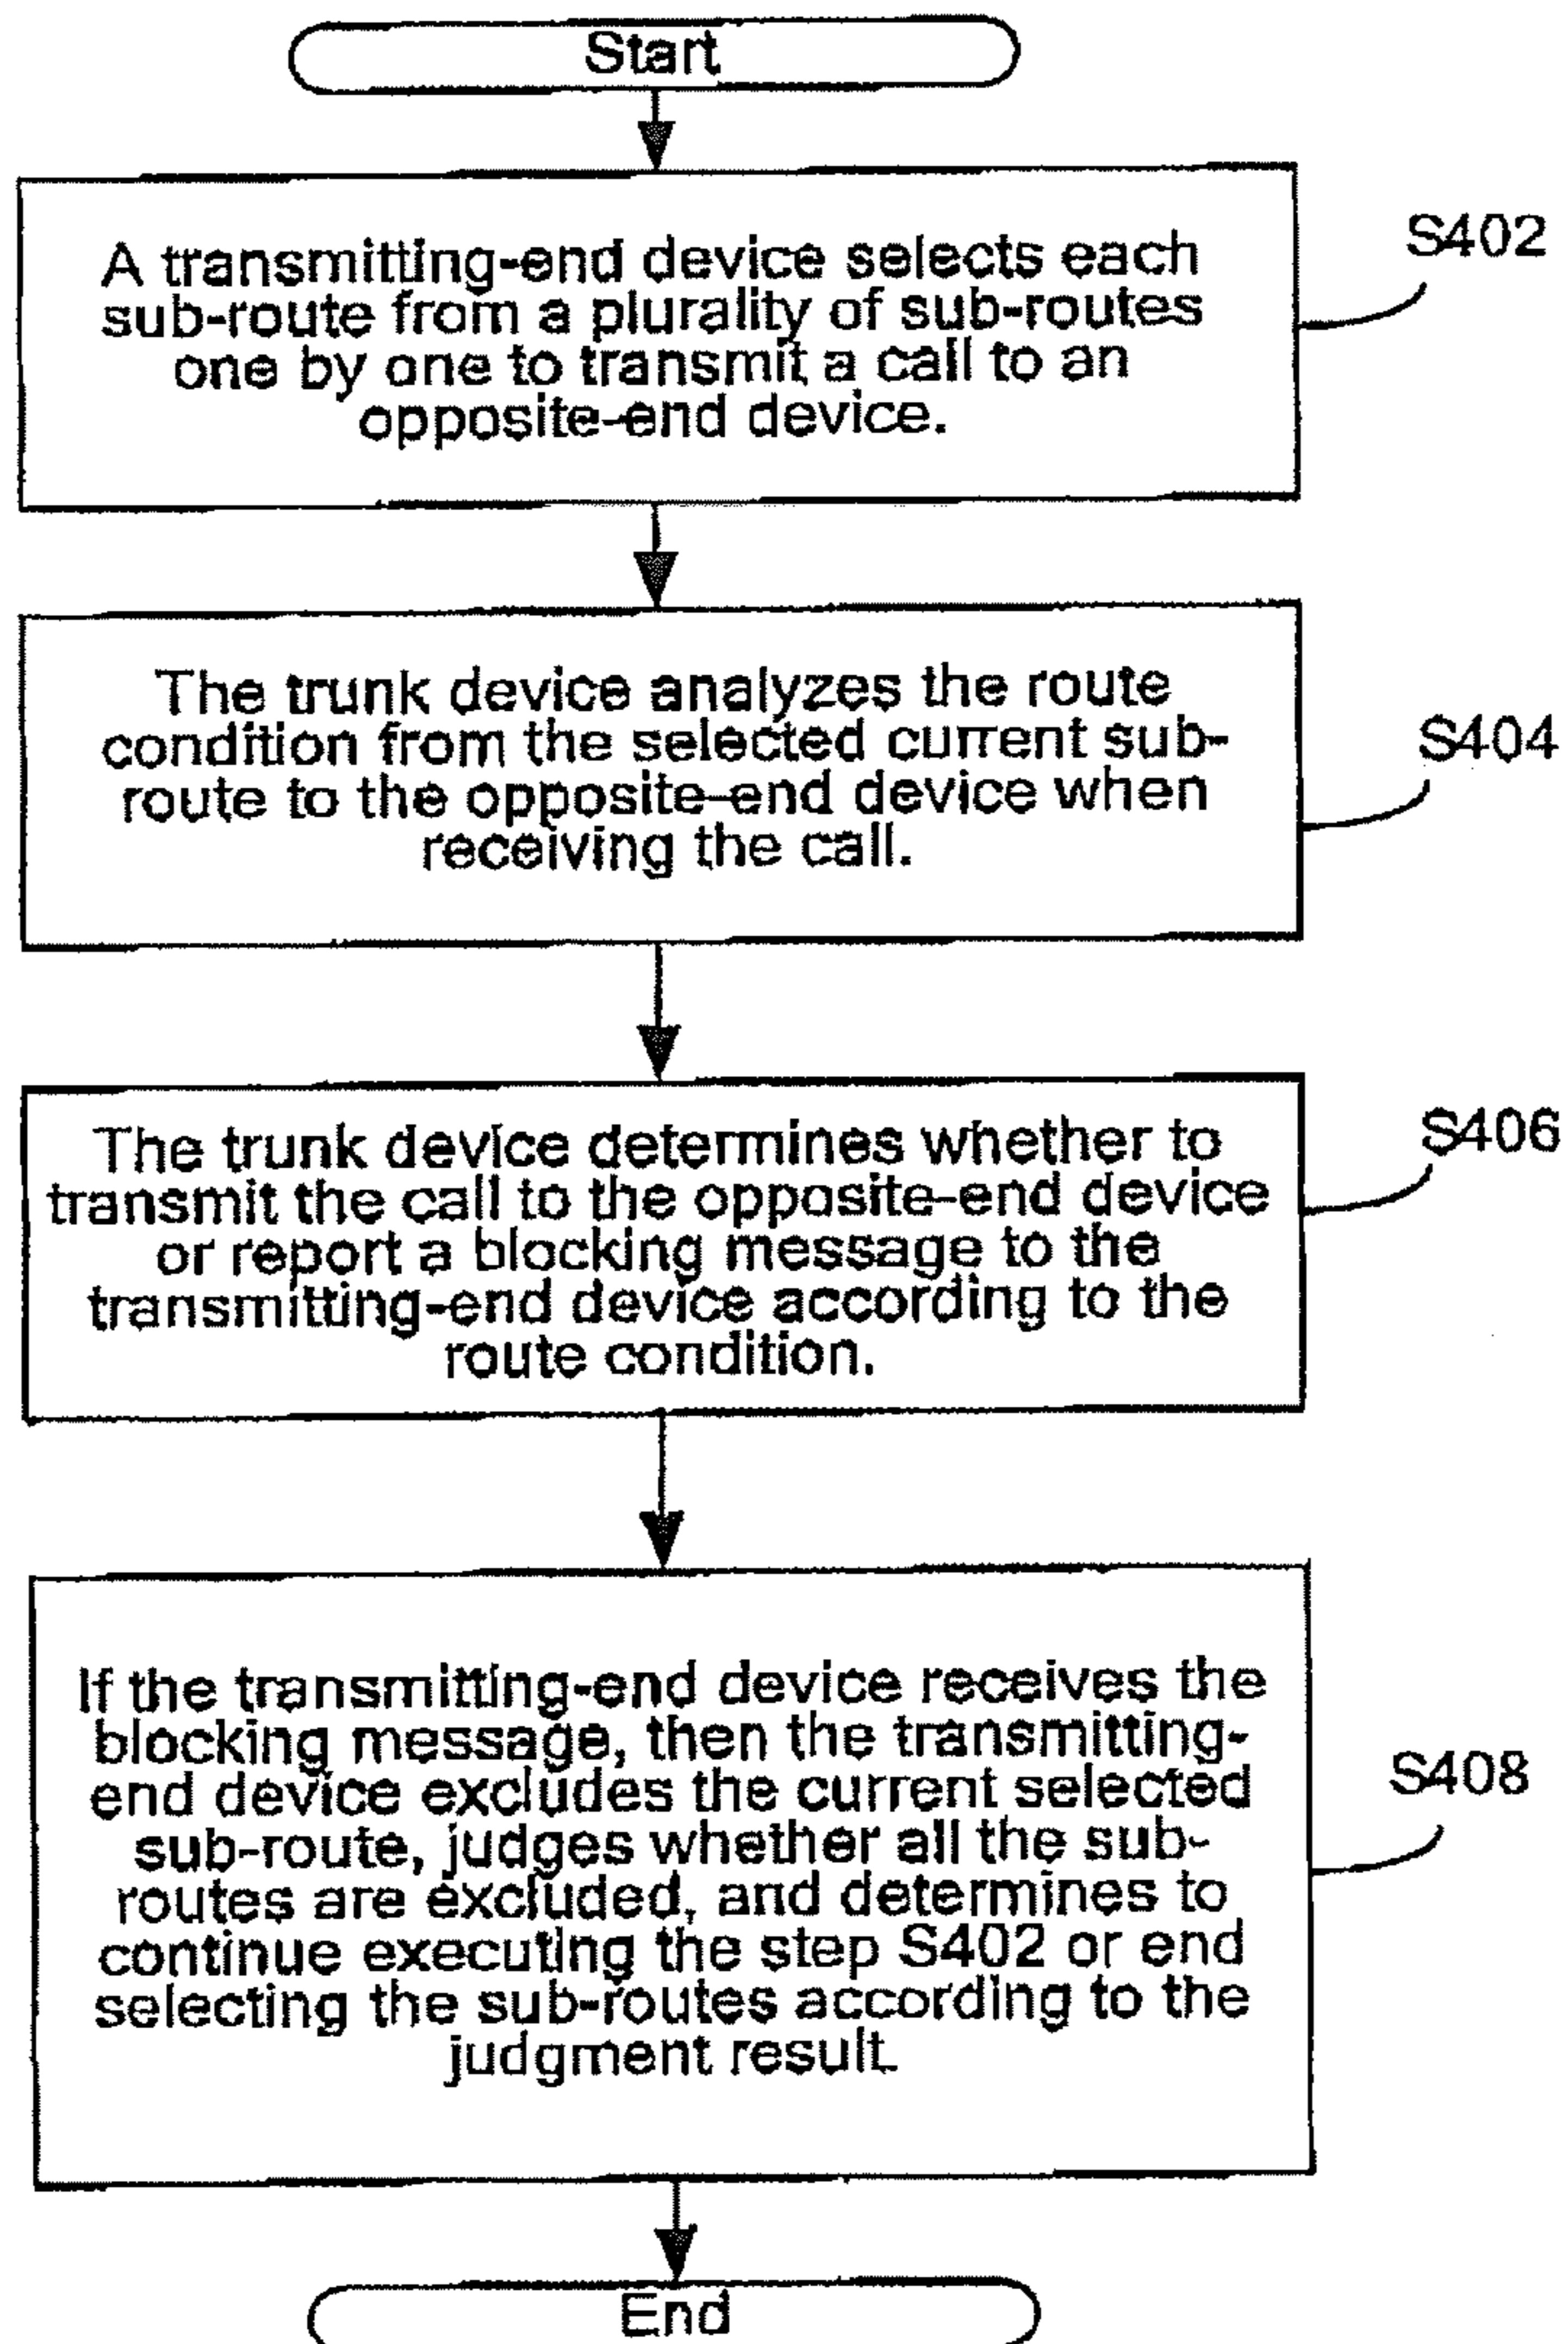 Start
A transmitting-end device selects each
sub-route from a plurality of sub-routes
one by one to transmit a call to an
opposite-end device.
S402
The trunk device analyzes the route
condition from the selected current sub-
route to the opposite-end device when
receiving the call.
S404
The trunk device determines whether to
transmit the call to the opposite-end device
or report a blocking message to the
transmitting-end device according to the
route condition.
S406
If the transmitting-end device receives the
blocking message, then the transmitting-
end device excludes the current selected
sub-route, judges whether all the sub-
routes are excluded, and determines to
continue executing the step S402 or end
selecting the sub-routes according to the
judgment result.
S408
End